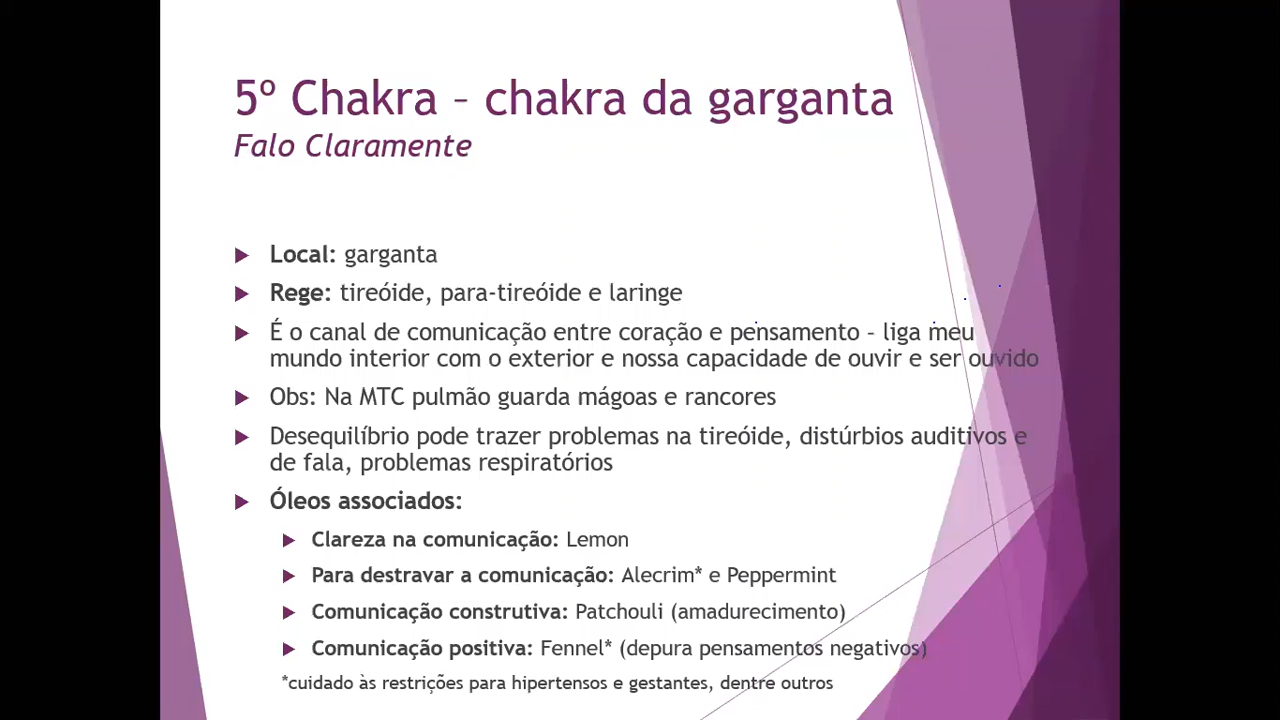 5º Chakra – chakra da garganta
Falo Claramente
Local: garganta
Rege: tireóide, para-tireóide e laringe
É o canal de comunicação entre coração e pensamento – liga meu
mundo interior com o exterior e nossa capacidade de ouvir e ser ouvido
Obs: Na MTC pulmão guarda mágoas e rancores
Desequilíbrio pode trazer problemas na tireóide, distúrbios auditivos e
de fala, problemas respiratórios
Óleos associados:
Clareza na comunicação: Lemon
Para destravar a comunicação: Alecrim* e Peppermint
Comunicação construtiva: Patchouli (amadurecimento)
Comunicação positiva: Fennel* (depura pensamentos negativos)
*cuidado às restrições para hipertensos e gestantes, dentre outros